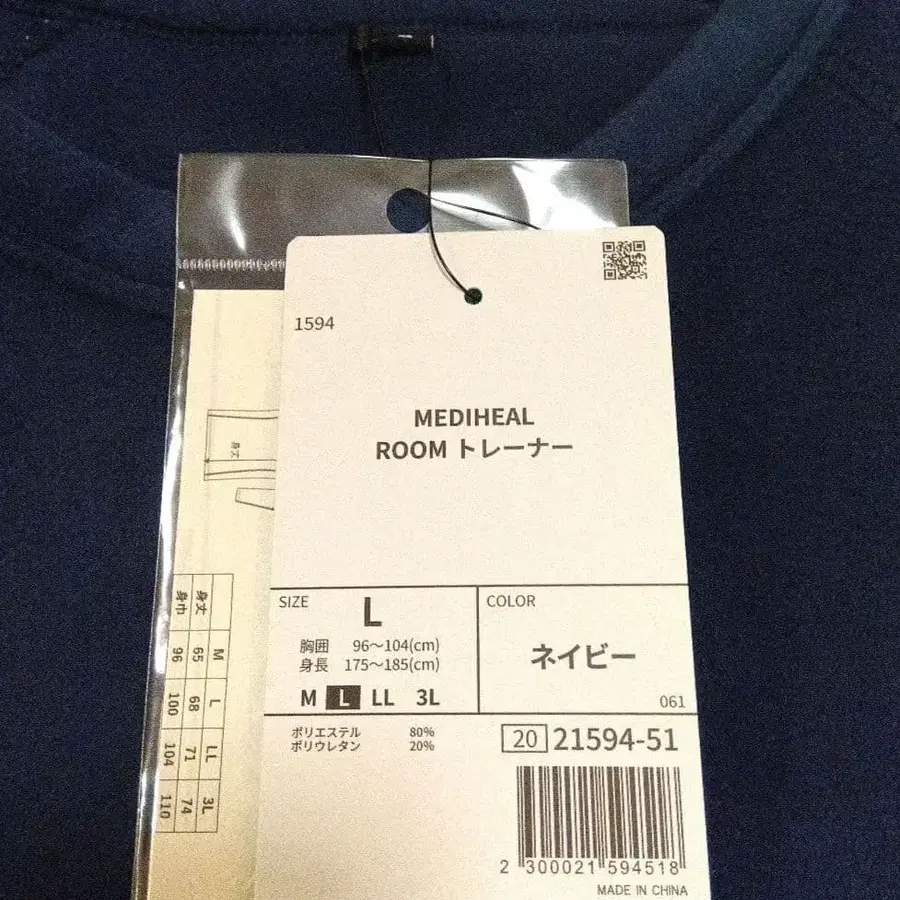 1594
MEDIHEAL
ROOM トレーナー
SIZE
L
胸囲 96～104(cm)
身長 175～185(cm)
M L LL 3L
COLOR
ネイビー
061
ポリエステル 80%
ポリウレタン 20%
20 21594-51
2 300021 594518
MADE IN CHINA
身丈
M L LL 3L
身丈 65 68 71 74
身巾 96 100 104 110